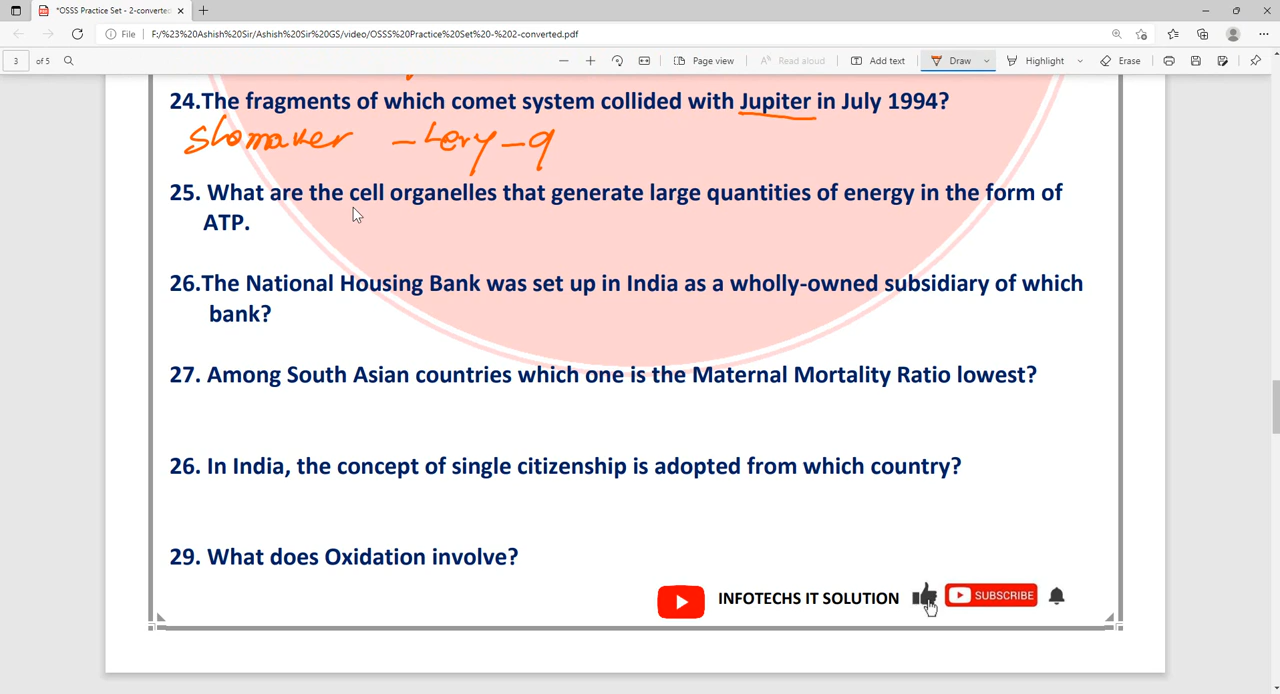 *OSSS Practice Set - 2-converted
File F:/%23%20Ashish%20Sir/Ashish%20Sir%20GS/video/OSSS%20Practice%20Set%20-%202-converted.pdf
3 of 5 Page view Read aloud Add text Draw Highlight Erase
24.The fragments of which comet system collided with Jupiter in July 1994?
Shomaker - Levy - 9
25. What are the cell organelles that generate large quantities of energy in the form of
ATP.
26.The National Housing Bank was set up in India as a wholly-owned subsidiary of which
bank?
27. Among South Asian countries which one is the Maternal Mortality Ratio lowest?
26. In India, the concept of single citizenship is adopted from which country?
29. What does Oxidation involve?
INFOTECHS IT SOLUTION SUBSCRIBE